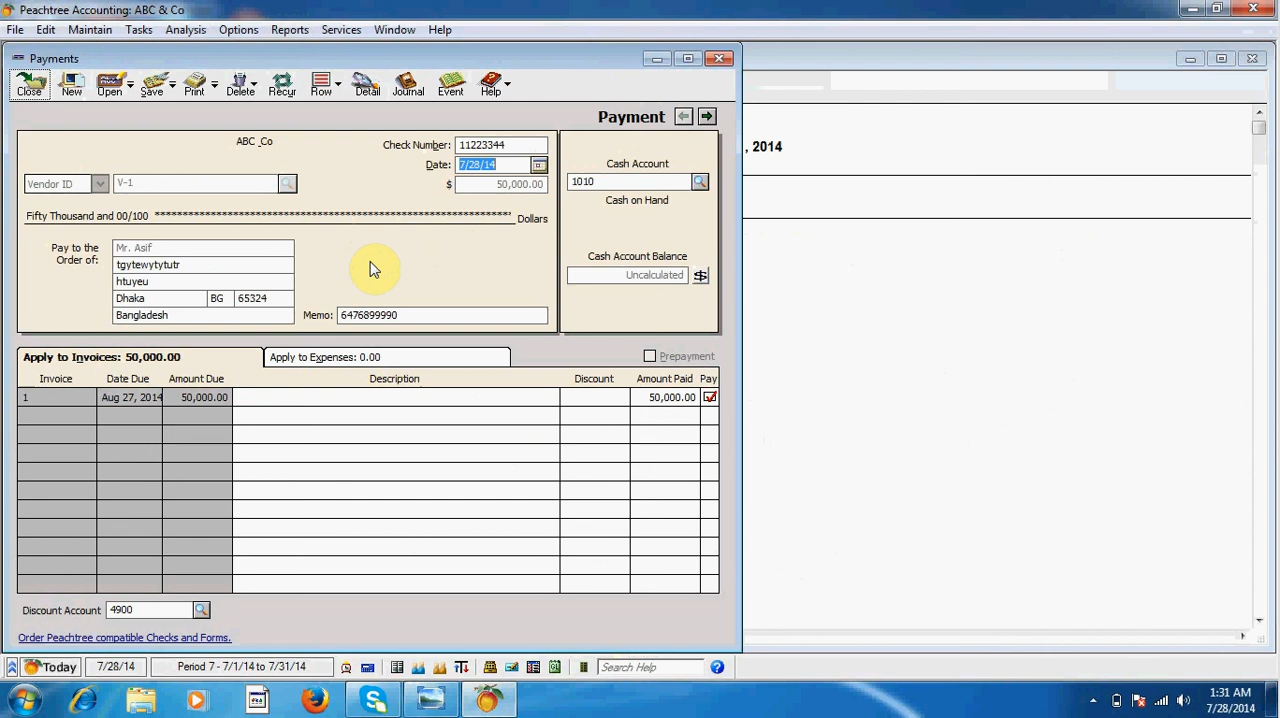 Peachtree Accounting: ABC & Co
File Edit Maintain Tasks Analysis Options Reports Services Window Help
Payments
Close New Open Save Print Delete Recur Row Detail Journal Event Help
Payment
ABC Co
Check Number: 11223344
Date: 7/28/14
Vendor ID V-1
$ 50,000.00
Fifty Thousand and 00/100 **************************************************************************************** Dollars
Pay to the
Order of:
Mr. Asif
tgytewytytutr
htuyeu
Dhaka BG 65324
Bangladesh
Memo: 6476899990
Cash Account
1010
Cash on Hand
Cash Account Balance
Uncalculated
, 2014
Apply to Invoices: 50,000.00 Apply to Expenses: 0.00 Prepayment
Invoice Date Due Amount Due Description Discount Amount Paid Pay
1 Aug 27, 2014 50,000.00 50,000.00
Discount Account 4900
Order Peachtree compatible Checks and Forms.
Today 7/28/14 Period 7 - 7/1/14 to 7/31/14 Search Help
1:31 AM
7/28/2014